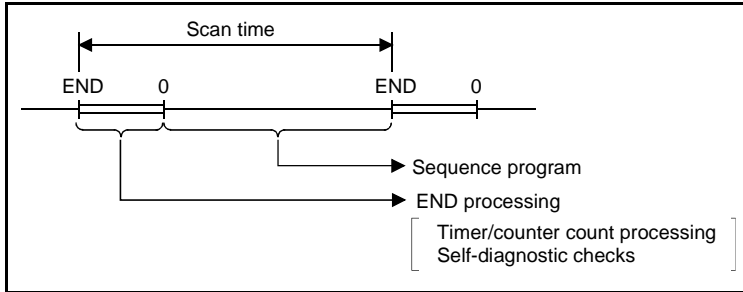 Scan time
END 0 END 0
Sequence program
END processing
Timer/counter count processing
Self-diagnostic checks